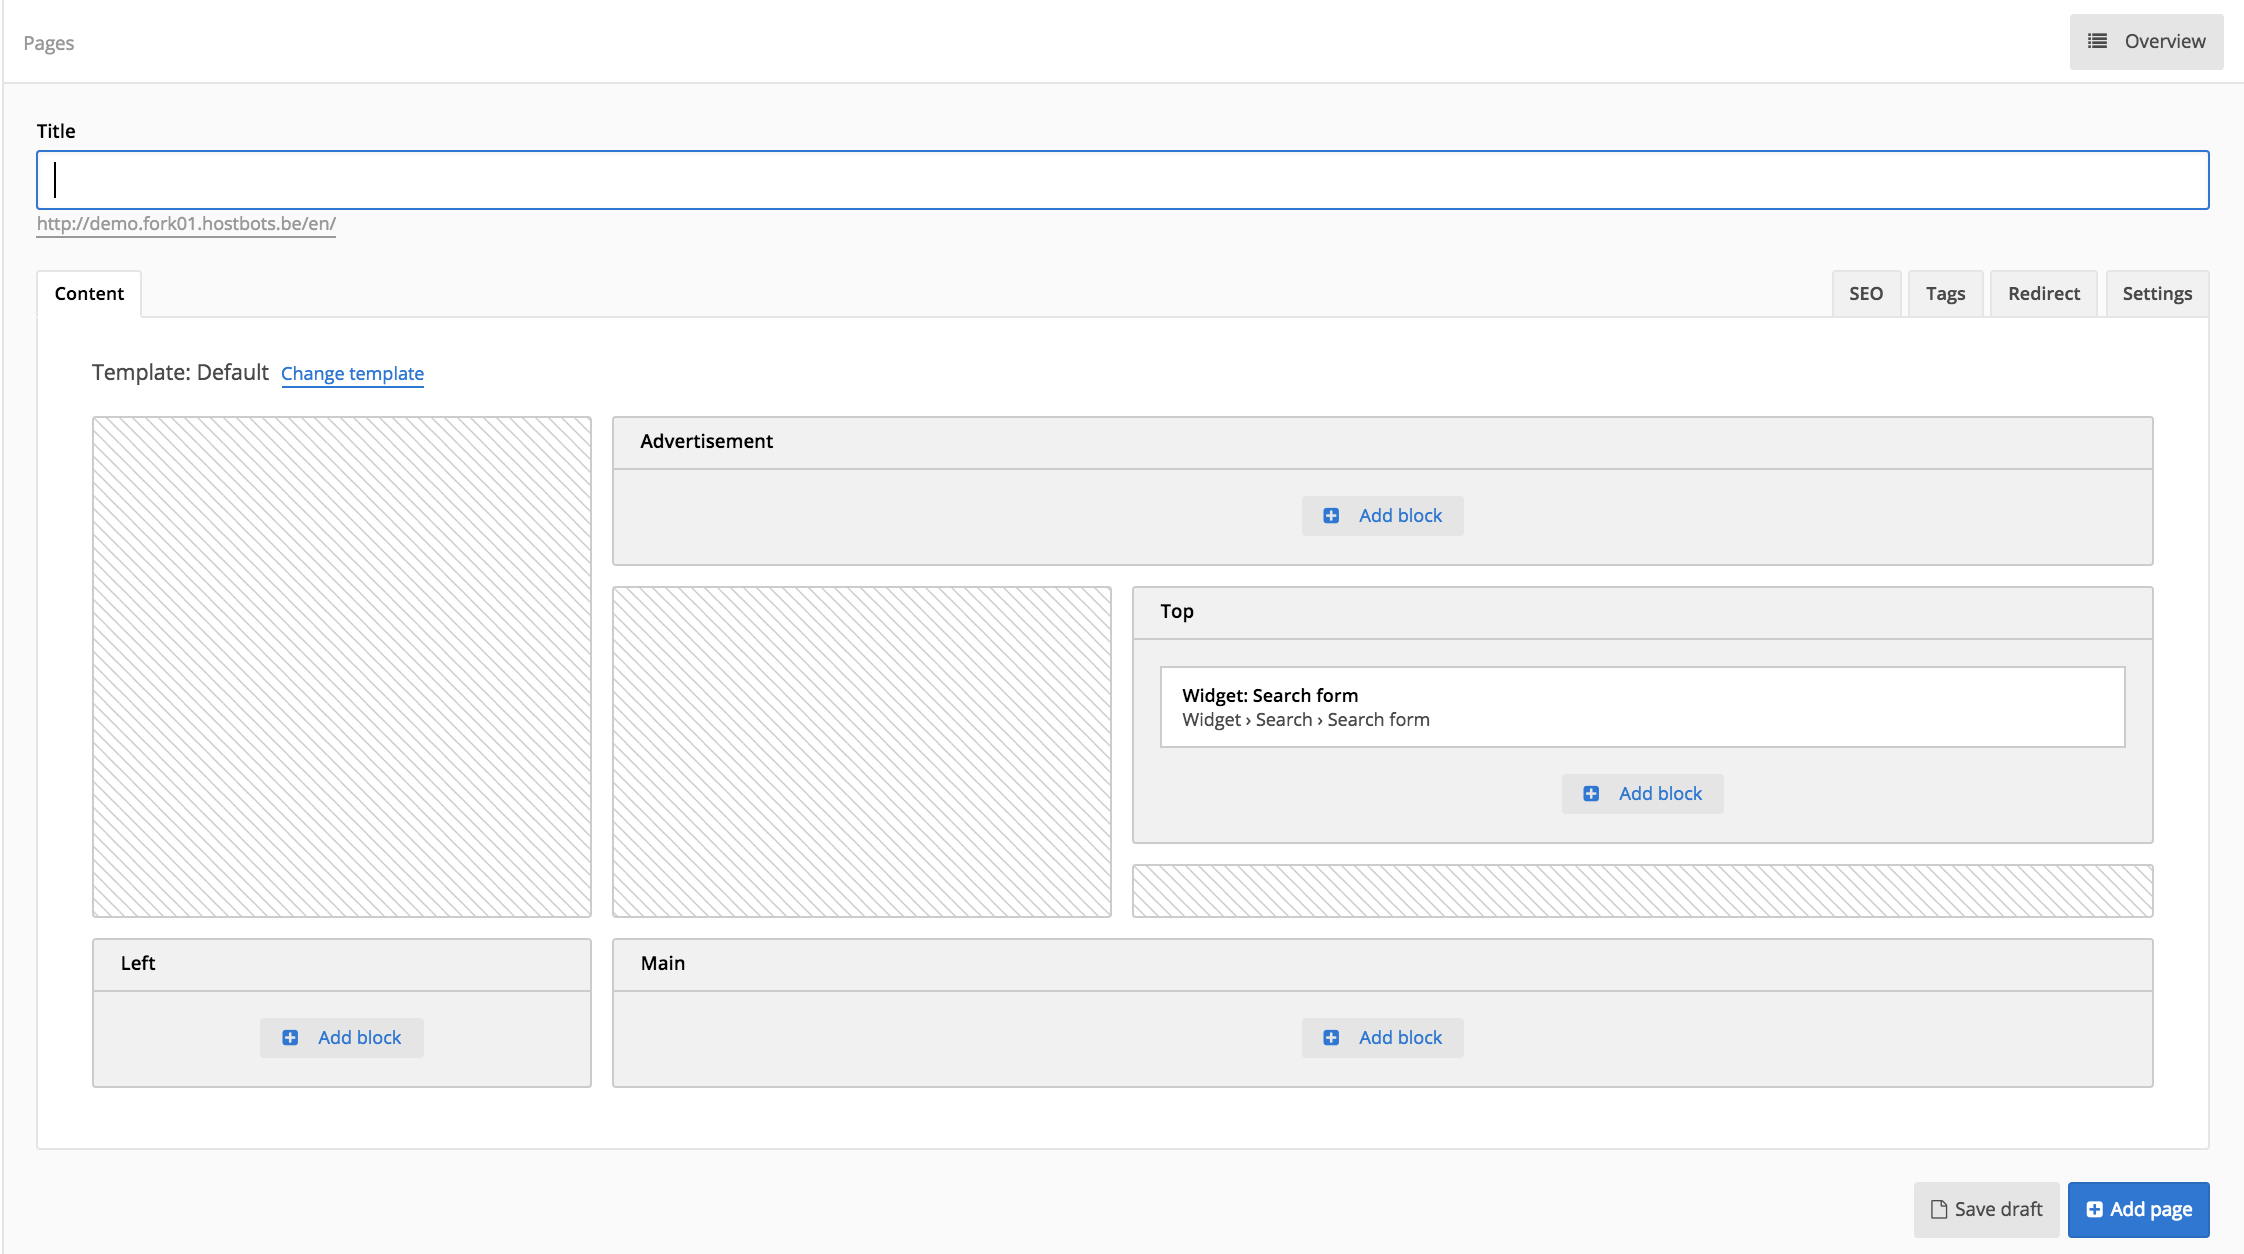 Pages
Overview
Title
http://demo.fork01.hostbots.be/en/
Content
SEO
Tags
Redirect
Settings
Template: Default Change template
Advertisement
Add block
Top
Widget: Search form
Widget › Search › Search form
Add block
Left
Add block
Main
Add block
Save draft
Add page